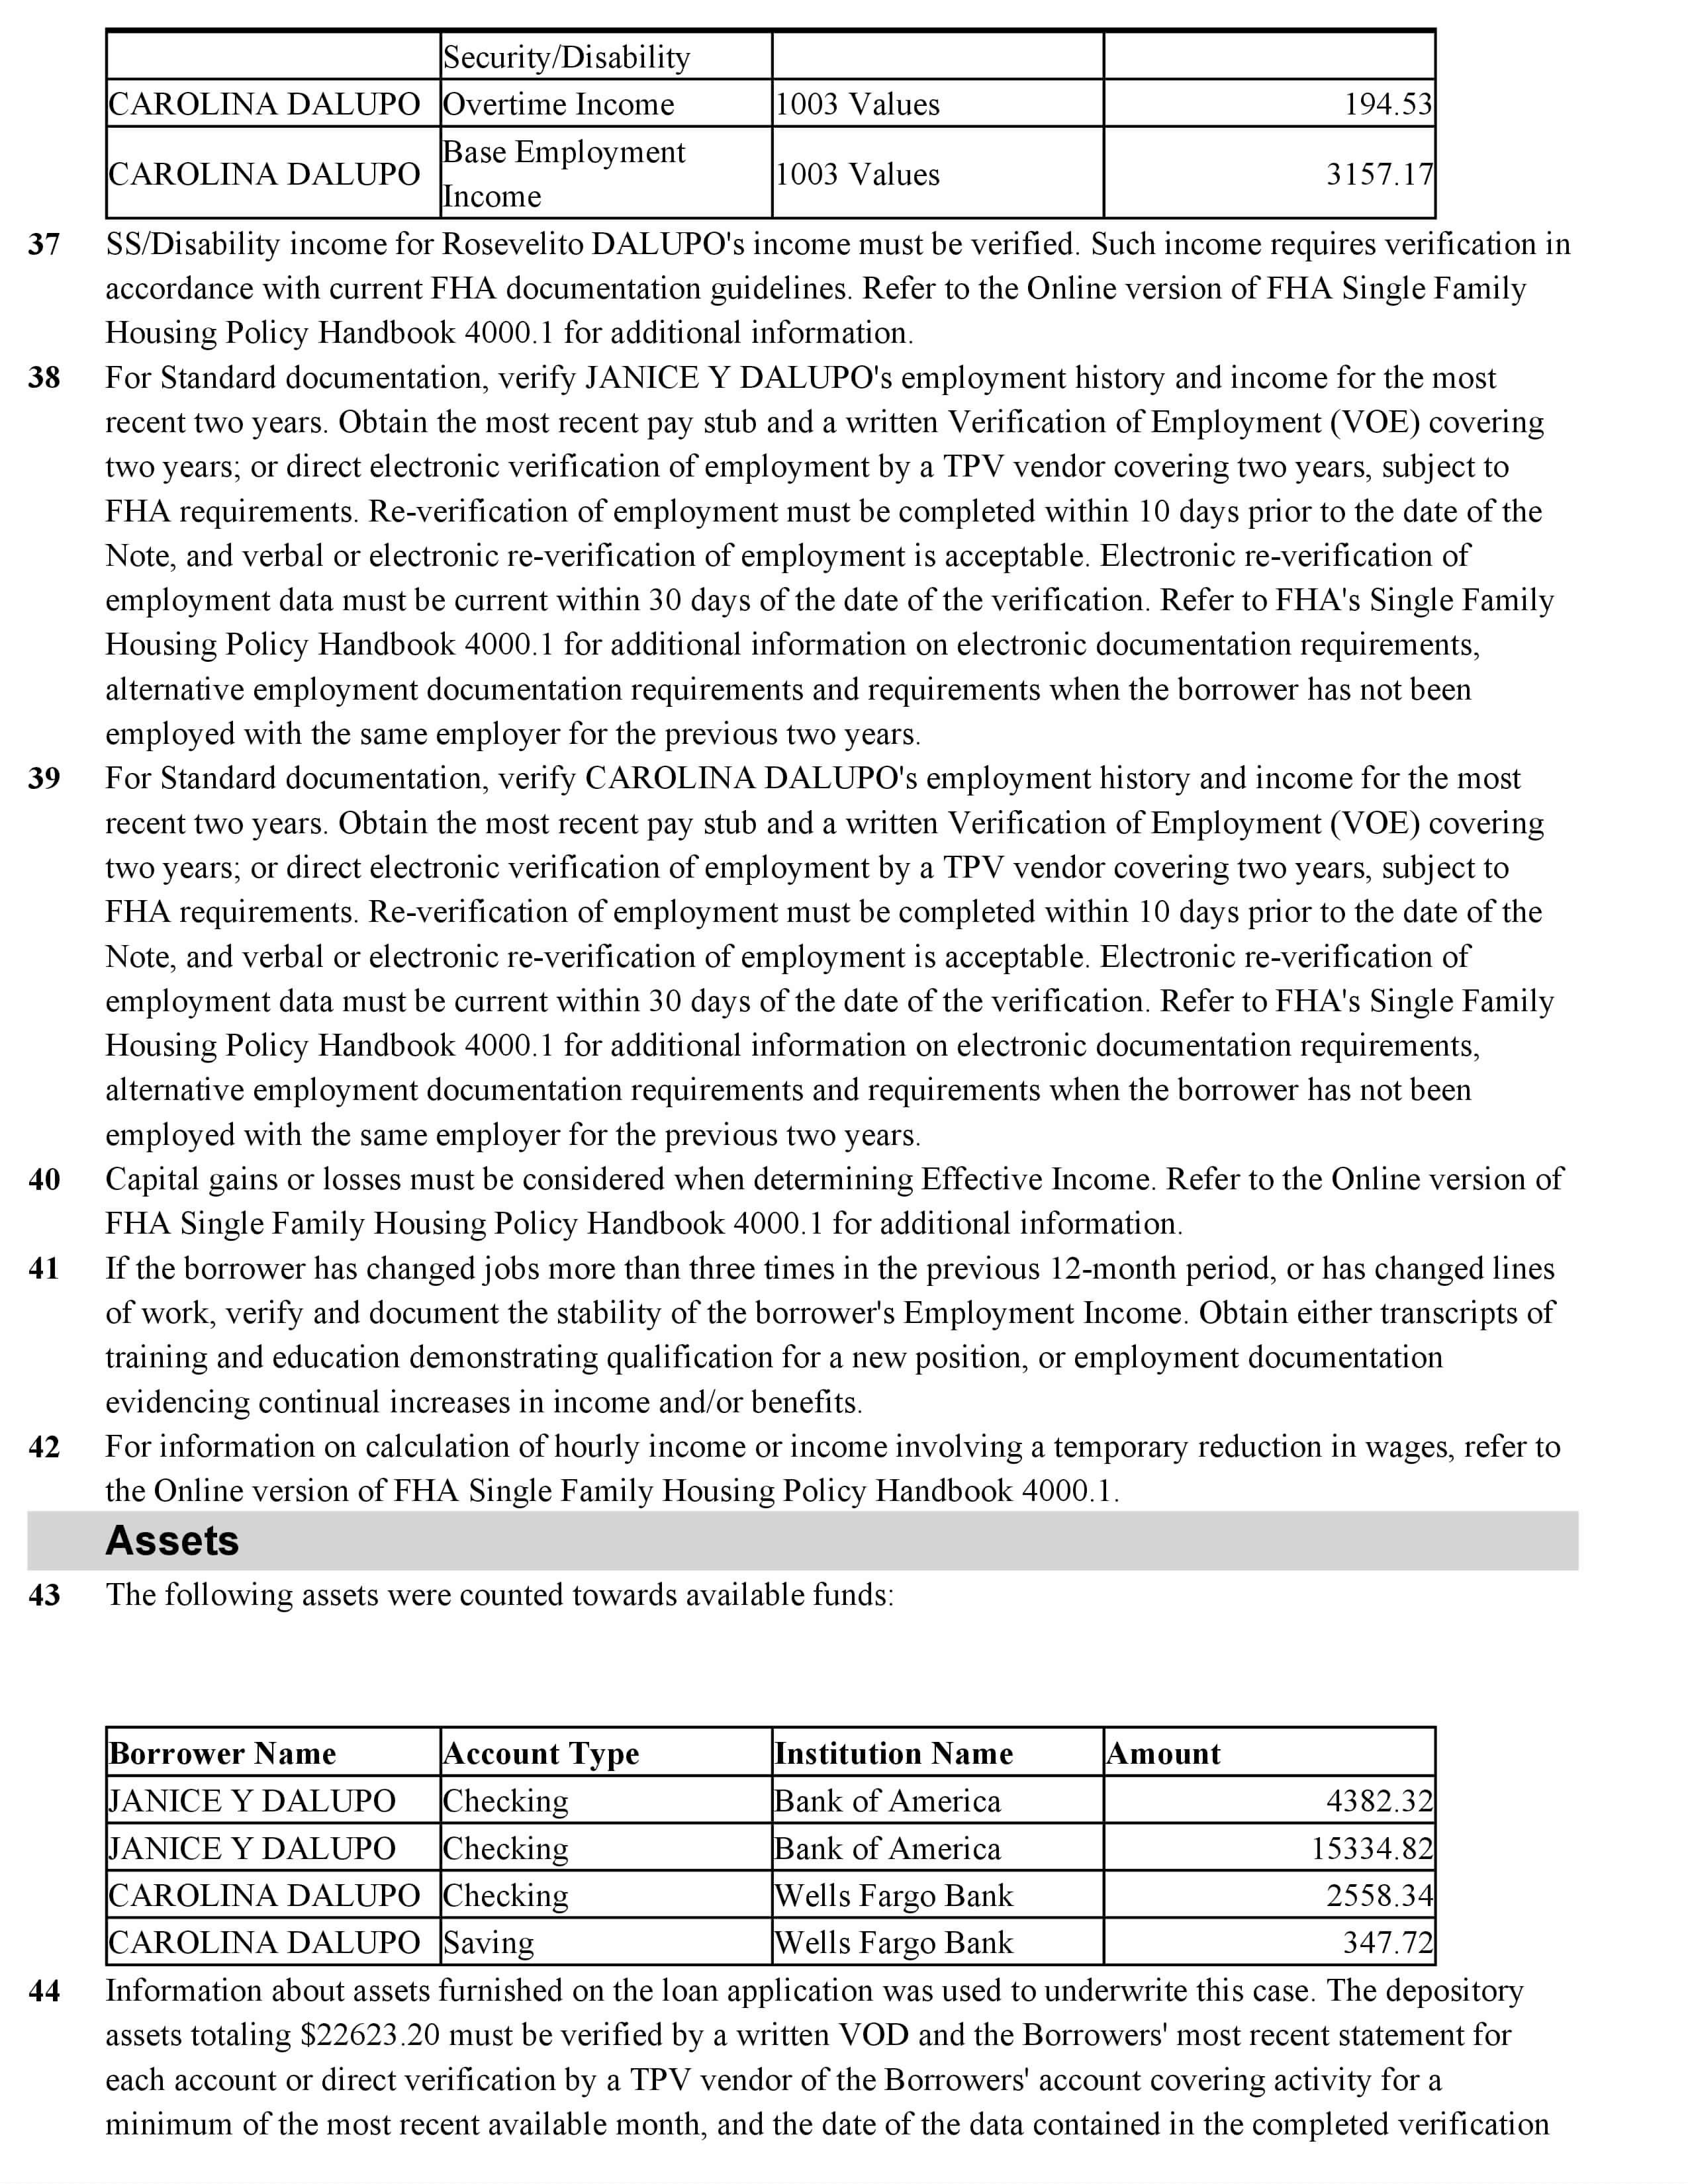 Security/Disability
CAROLINA DALUPO Overtime Income 1003 Values 194.53
CAROLINA DALUPO Base Employment Income 1003 Values 3157.17
37 SS/Disability income for Rosevelito DALUPO's income must be verified. Such income requires verification in
accordance with current FHA documentation guidelines. Refer to the Online version of FHA Single Family
Housing Policy Handbook 4000.1 for additional information.
38 For Standard documentation, verify JANICE Y DALUPO's employment history and income for the most
recent two years. Obtain the most recent pay stub and a written Verification of Employment (VOE) covering
two years; or direct electronic verification of employment by a TPV vendor covering two years, subject to
FHA requirements. Re-verification of employment must be completed within 10 days prior to the date of the
Note, and verbal or electronic re-verification of employment is acceptable. Electronic re-verification of
employment data must be current within 30 days of the date of the verification. Refer to FHA's Single Family
Housing Policy Handbook 4000.1 for additional information on electronic documentation requirements,
alternative employment documentation requirements and requirements when the borrower has not been
employed with the same employer for the previous two years.
39 For Standard documentation, verify CAROLINA DALUPO's employment history and income for the most
recent two years. Obtain the most recent pay stub and a written Verification of Employment (VOE) covering
two years; or direct electronic verification of employment by a TPV vendor covering two years, subject to
FHA requirements. Re-verification of employment must be completed within 10 days prior to the date of the
Note, and verbal or electronic re-verification of employment is acceptable. Electronic re-verification of
employment data must be current within 30 days of the date of the verification. Refer to FHA's Single Family
Housing Policy Handbook 4000.1 for additional information on electronic documentation requirements,
alternative employment documentation requirements and requirements when the borrower has not been
employed with the same employer for the previous two years.
40 Capital gains or losses must be considered when determining Effective Income. Refer to the Online version of
FHA Single Family Housing Policy Handbook 4000.1 for additional information.
41 If the borrower has changed jobs more than three times in the previous 12-month period, or has changed lines
of work, verify and document the stability of the borrower's Employment Income. Obtain either transcripts of
training and education demonstrating qualification for a new position, or employment documentation
evidencing continual increases in income and/or benefits.
42 For information on calculation of hourly income or income involving a temporary reduction in wages, refer to
the Online version of FHA Single Family Housing Policy Handbook 4000.1.
Assets
43 The following assets were counted towards available funds:
Borrower Name Account Type Institution Name Amount
JANICE Y DALUPO Checking Bank of America 4382.32
JANICE Y DALUPO Checking Bank of America 15334.82
CAROLINA DALUPO Checking Wells Fargo Bank 2558.34
CAROLINA DALUPO Saving Wells Fargo Bank 347.72
44 Information about assets furnished on the loan application was used to underwrite this case. The depository
assets totaling $22623.20 must be verified by a written VOD and the Borrowers' most recent statement for
each account or direct verification by a TPV vendor of the Borrowers' account covering activity for a
minimum of the most recent available month, and the date of the data contained in the completed verification